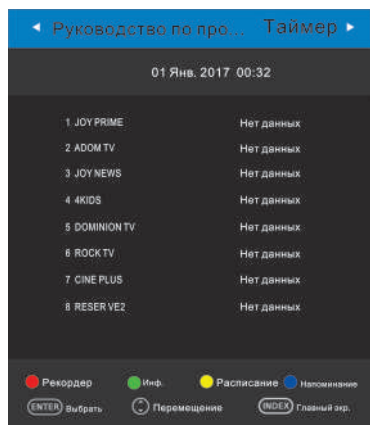 Руководство по про... Таймер
01 Янв. 2017 00:32
1 JOY PRIME Нет данных
2 ADOM TV Нет данных
3 JOY NEWS Нет данных
4 4KIDS Нет данных
5 DOMINION TV Нет данных
6 ROCK TV Нет данных
7 CINE PLUS Нет данных
8 RESER VE2 Нет данных
Рекордер Инф. Расписание Напоминание
ENTER Выбрать Перемещение INDEX Главный экр.